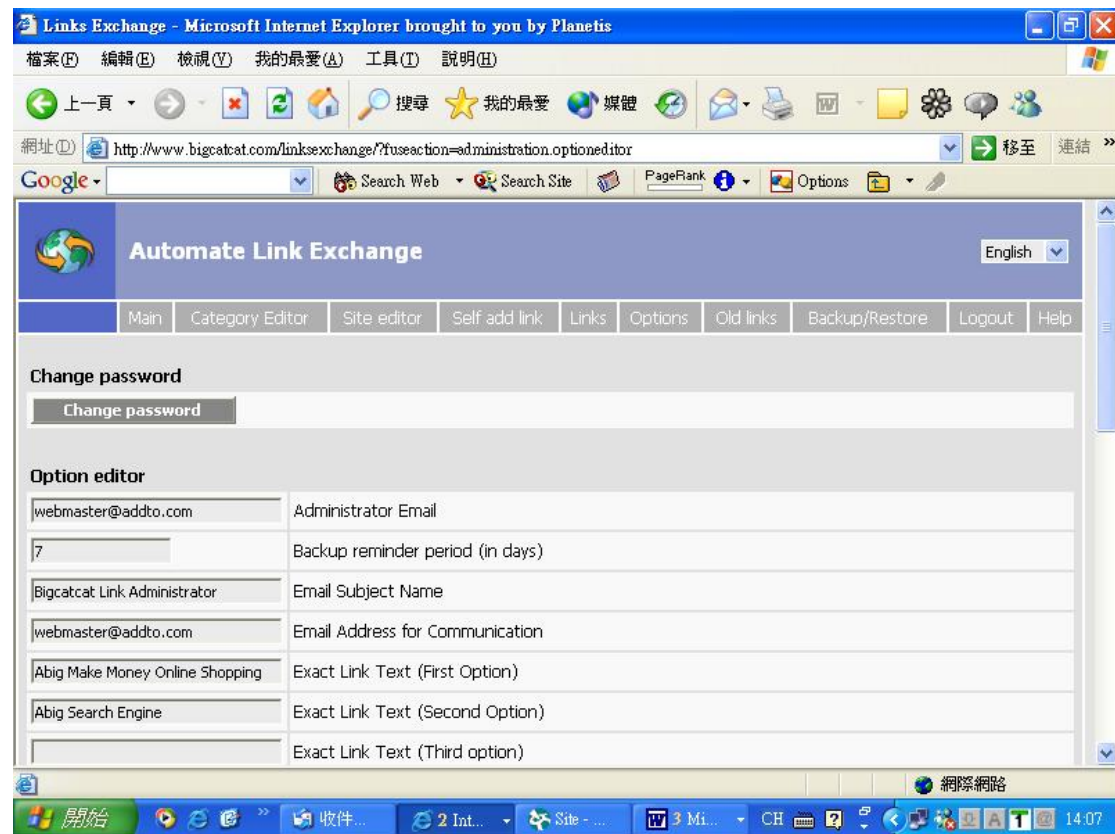 Links Exchange - Microsoft Internet Explorer brought to you by Planetis
檔案(F) 編輯(E) 檢視(V) 我的最愛(A) 工具(T) 說明(H)
上一頁 搜尋 我的最愛 媒體
網址(D) http://www.bigcatcat.com/linksexchange/?fuseaction=administration.optioneditor 移至 連結 »
Google Search Web Search Site PageRank Options
Automate Link Exchange English
Main Category Editor Site editor Self add link Links Options Old links Backup/Restore Logout Help
Change password
Change password
Option editor
webmaster@addto.com Administrator Email
7 Backup reminder period (in days)
Bigcatcat Link Administrator Email Subject Name
webmaster@addto.com Email Address for Communication
Abig Make Money Online Shopping Exact Link Text (First Option)
Abig Search Engine Exact Link Text (Second Option)
Exact Link Text (Third option)
網際網路
開始 » 收件... 2 Int... Site - ... 3 Mi... CH 14:07